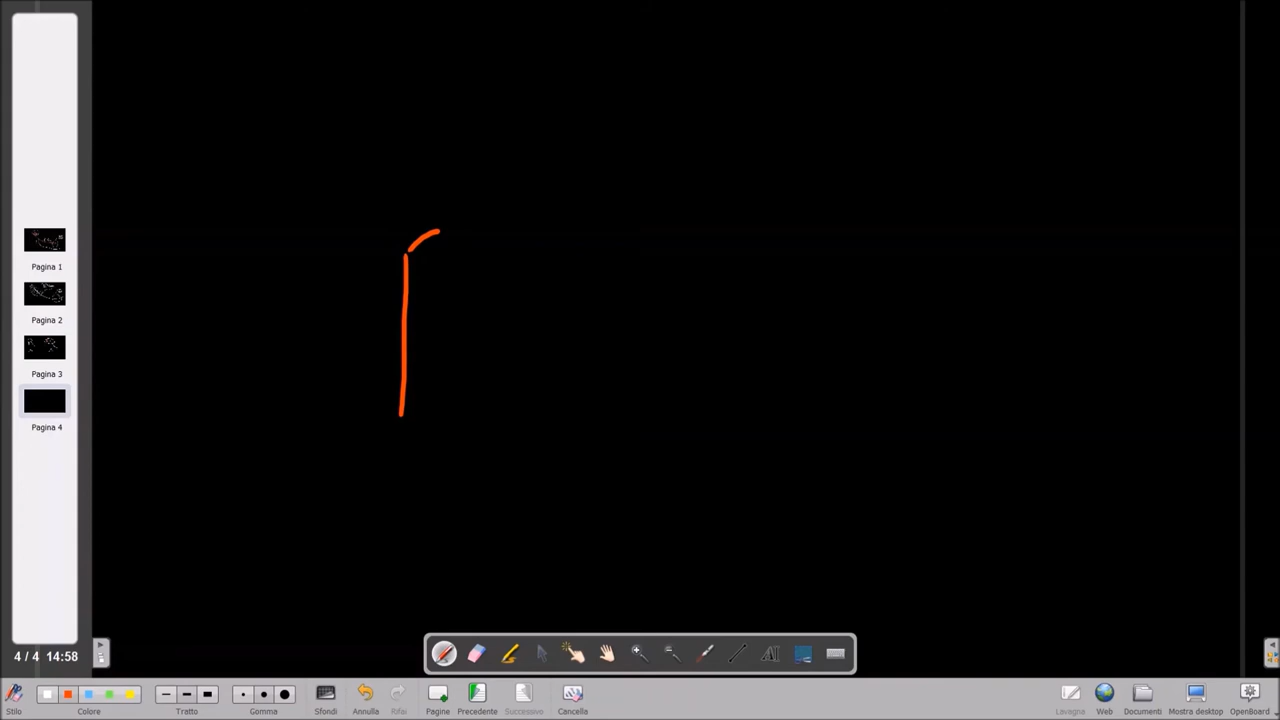 Pagina 1
Pagina 2
Pagina 3
Pagina 4
4 / 4 14:58
Stilo
Colore
Tratto
Gomma
Sfondi
Annulla
Rifai
Pagine
Precedente
Successivo
Cancella
Lavagna
Web
Documenti
Mostra desktop
OpenBoard